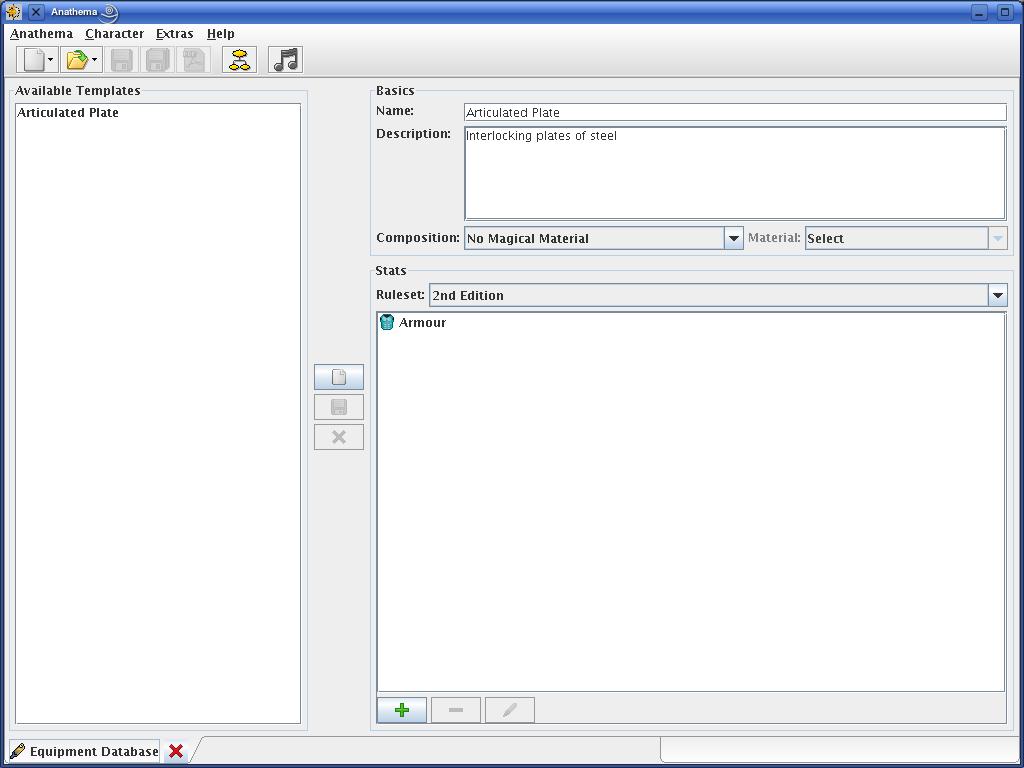 Anathema
Anathema Character Extras Help
Available Templates
Articulated Plate
Basics
Name: Articulated Plate
Description: Interlocking plates of steel
Composition: No Magical Material Material: Select
Stats
Ruleset: 2nd Edition
Armour
Equipment Database